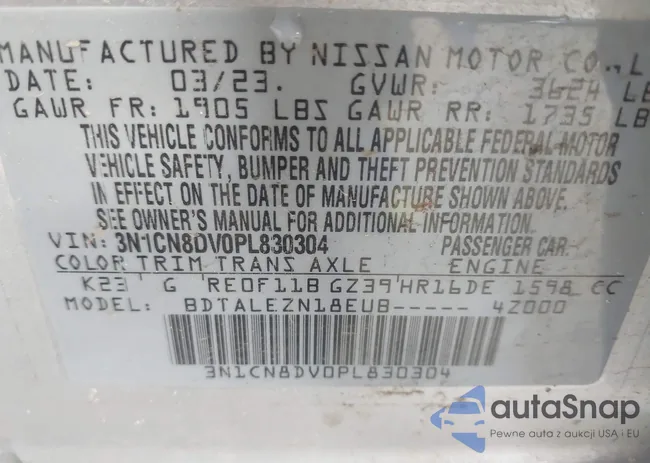 MANUFACTURED BY NISSAN MOTOR CO., L
DATE: 03/23. GVWR: 3624 LB
GAWR FR: 1905 LBS GAWR RR: 1735 LB
THIS VEHICLE CONFORMS TO ALL APPLICABLE FEDERAL MOTOR
VEHICLE SAFETY, BUMPER AND THEFT PREVENTION STANDARDS
IN EFFECT ON THE DATE OF MANUFACTURE SHOWN ABOVE.
SEE OWNER'S MANUAL FOR ADDITIONAL INFORMATION.
VIN: 3N1CN8DV0PL830304 PASSENGER CAR
COLOR TRIM TRANS AXLE ENGINE
K23 G RE0F11B GZ39 HR16DE 1598 CC
MODEL: BDTALEZN18EUB----- 4Z000
3N1CN8DV0PL830304
autaSnap
Pewne auta z aukcji USA i EU